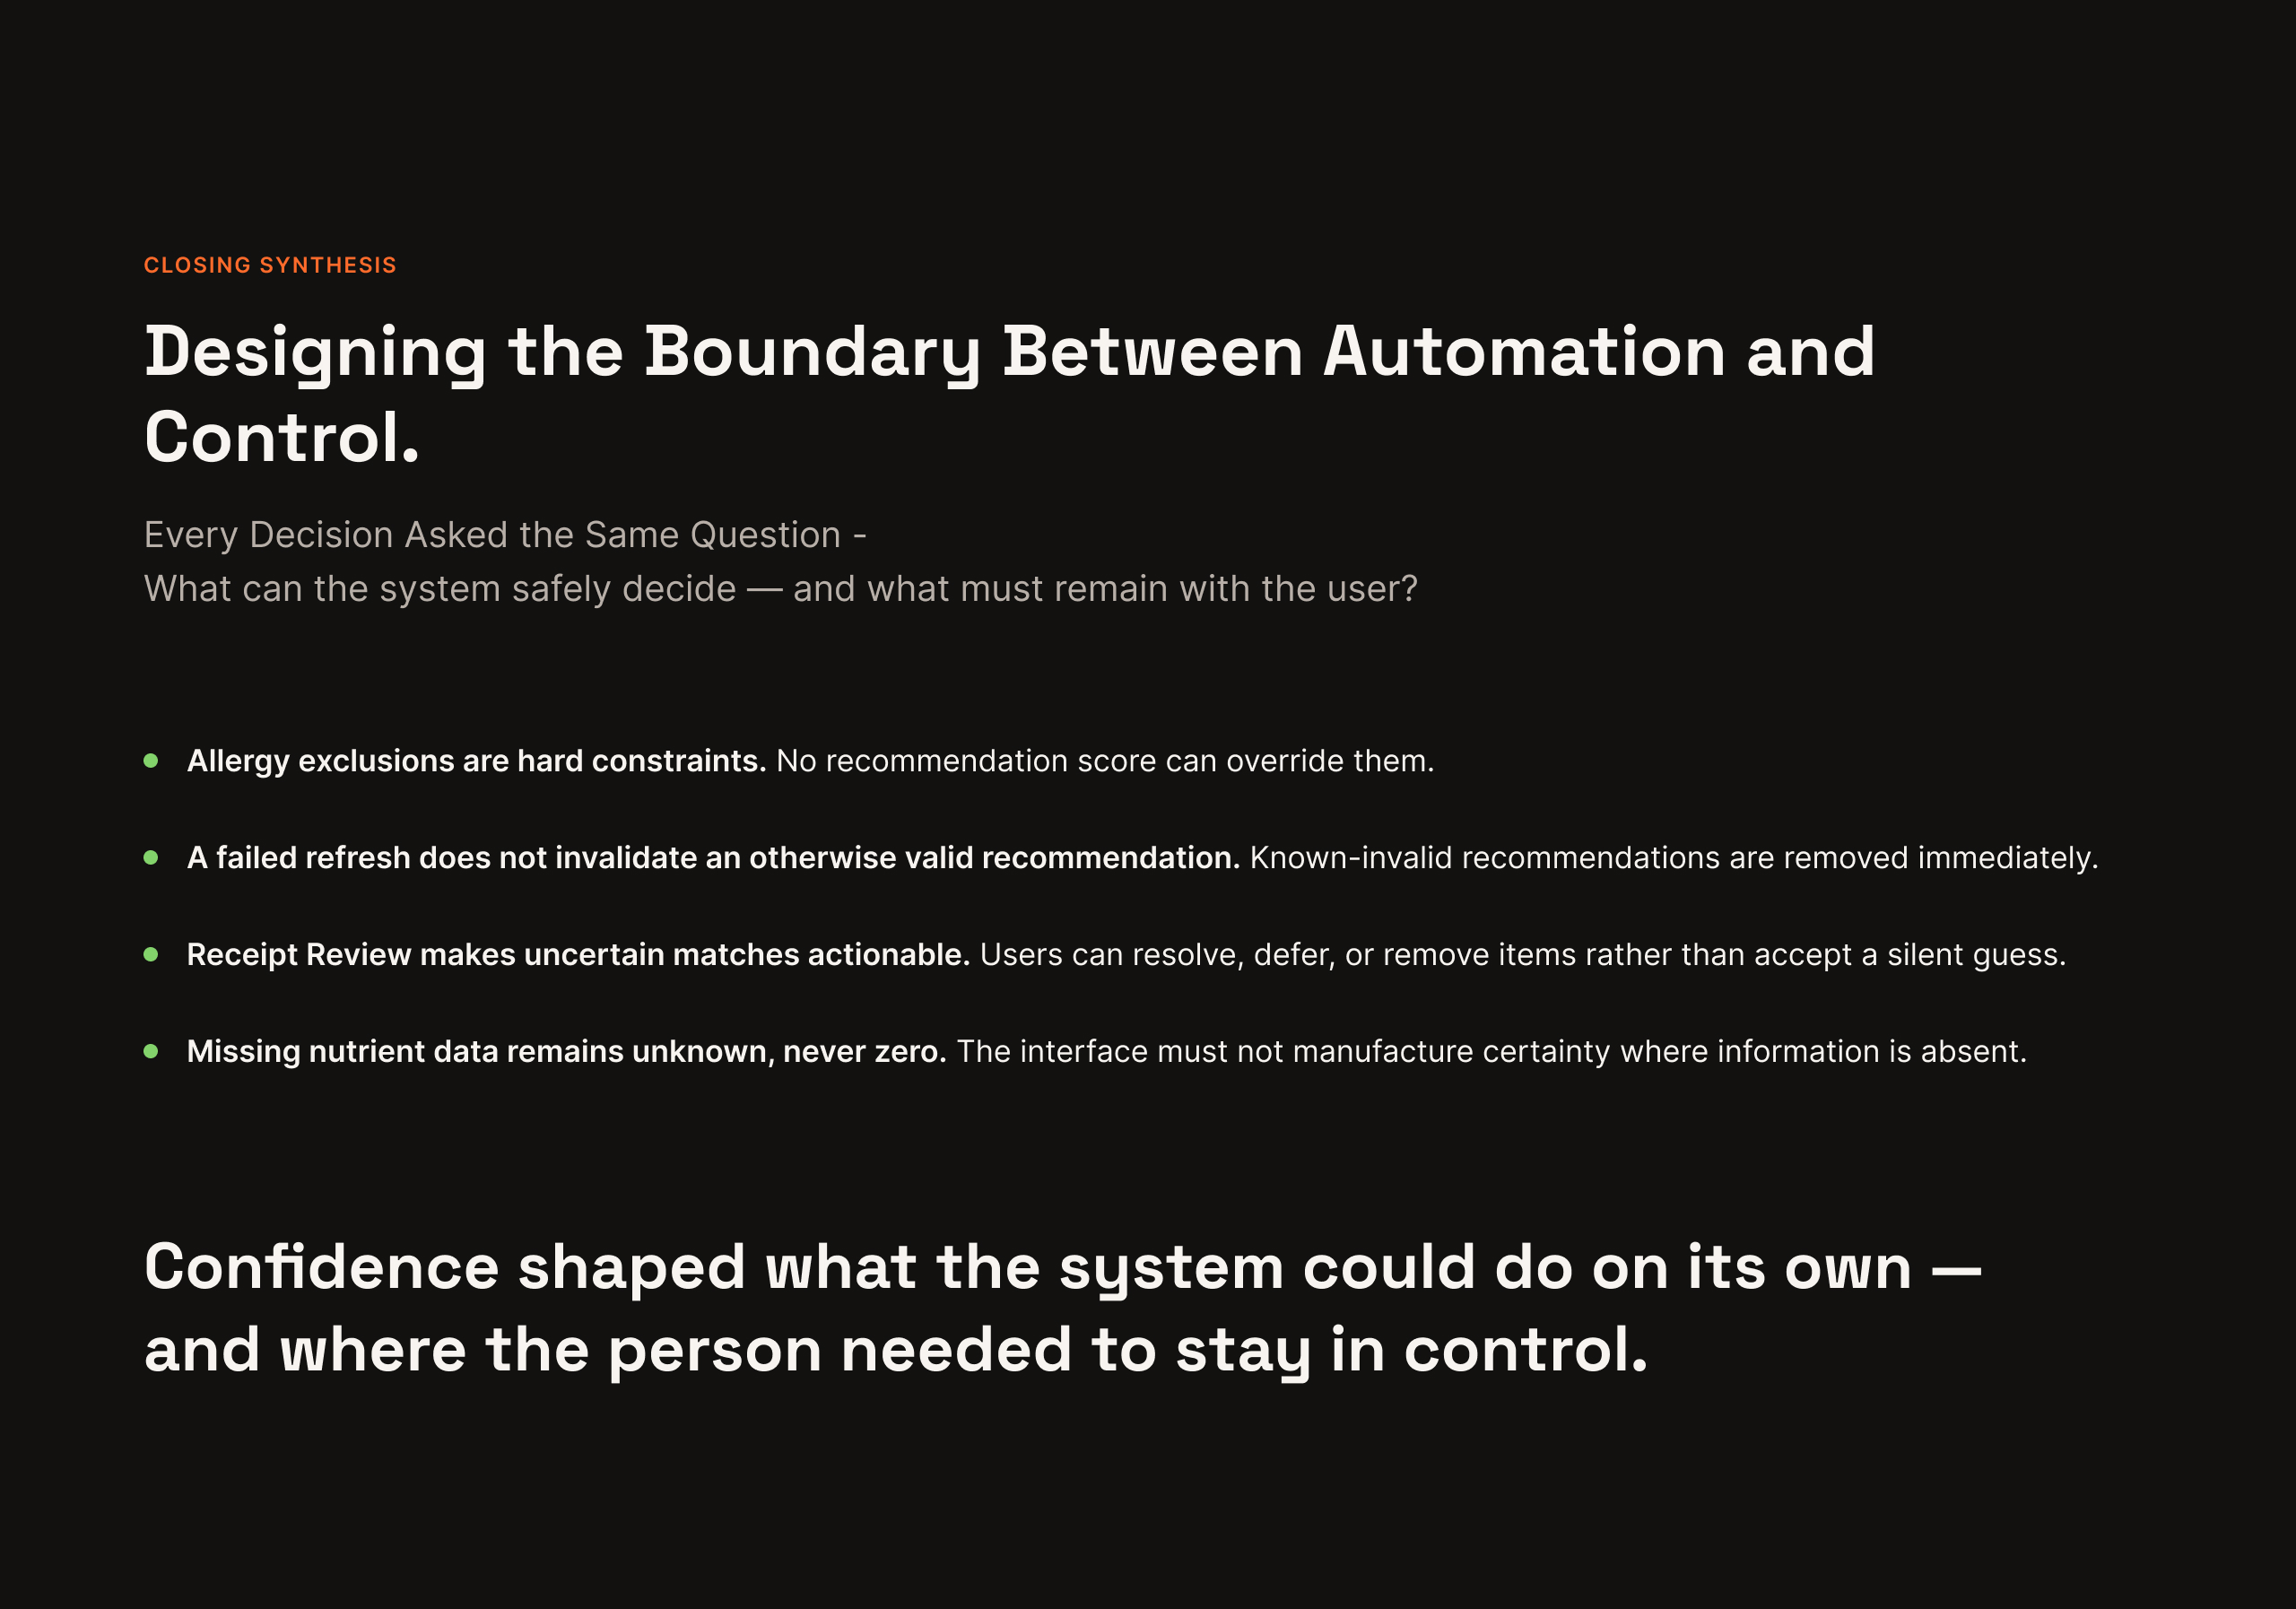 CLOSING SYNTHESIS
Designing the Boundary Between Automation and
Control.
Every Decision Asked the Same Question -
What can the system safely decide — and what must remain with the user?
Allergy exclusions are hard constraints. No recommendation score can override them.
A failed refresh does not invalidate an otherwise valid recommendation. Known-invalid recommendations are removed immediately.
Receipt Review makes uncertain matches actionable. Users can resolve, defer, or remove items rather than accept a silent guess.
Missing nutrient data remains unknown, never zero. The interface must not manufacture certainty where information is absent.
Confidence shaped what the system could do on its own —
and where the person needed to stay in control.